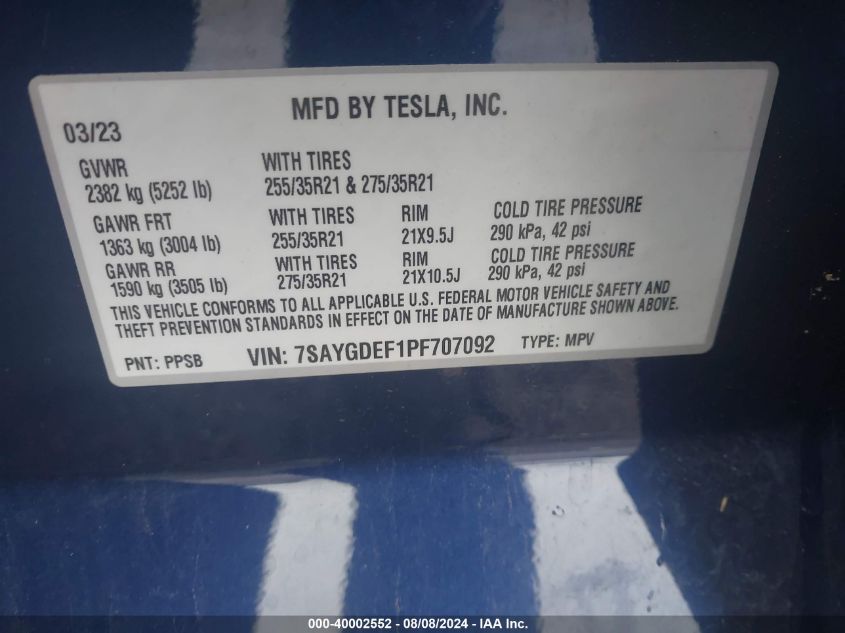 MFD BY TESLA, INC.
03/23
GVWR
2382 kg (5252 lb)
WITH TIRES
255/35R21 & 275/35R21
GAWR FRT
1363 kg (3004 lb)
WITH TIRES
255/35R21
RIM
21X9.5J
COLD TIRE PRESSURE
290 kPa, 42 psi
GAWR RR
1590 kg (3505 lb)
WITH TIRES
275/35R21
RIM
21X10.5J
COLD TIRE PRESSURE
290 kPa, 42 psi
THIS VEHICLE CONFORMS TO ALL APPLICABLE U.S. FEDERAL MOTOR VEHICLE SAFETY AND
THEFT PREVENTION STANDARDS IN EFFECT ON THE DATE OF MANUFACTURE SHOWN ABOVE.
PNT: PPSB VIN: 7SAYGDEF1PF707092 TYPE: MPV
000-40002552 - 08/08/2024 - IAA Inc.